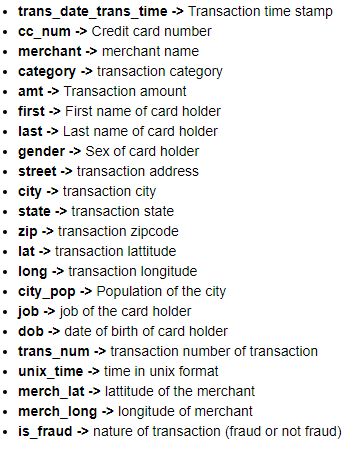 • trans_date_trans_time -> Transaction time stamp
• cc_num -> Credit card number
• merchant -> merchant name
• category -> transaction category
• amt -> Transaction amount
• first -> First name of card holder
• last -> Last name of card holder
• gender -> Sex of card holder
• street -> transaction address
• city -> transaction city
• state -> transaction state
• zip -> transaction zipcode
• lat -> transaction lattitude
• long -> transaction longitude
• city_pop -> Population of the city
• job -> job of the card holder
• dob -> date of birth of card holder
• trans_num -> transaction number of transaction
• unix_time -> time in unix format
• merch_lat -> lattitude of the merchant
• merch_long -> longitude of merchant
• is_fraud -> nature of transaction (fraud or not fraud)